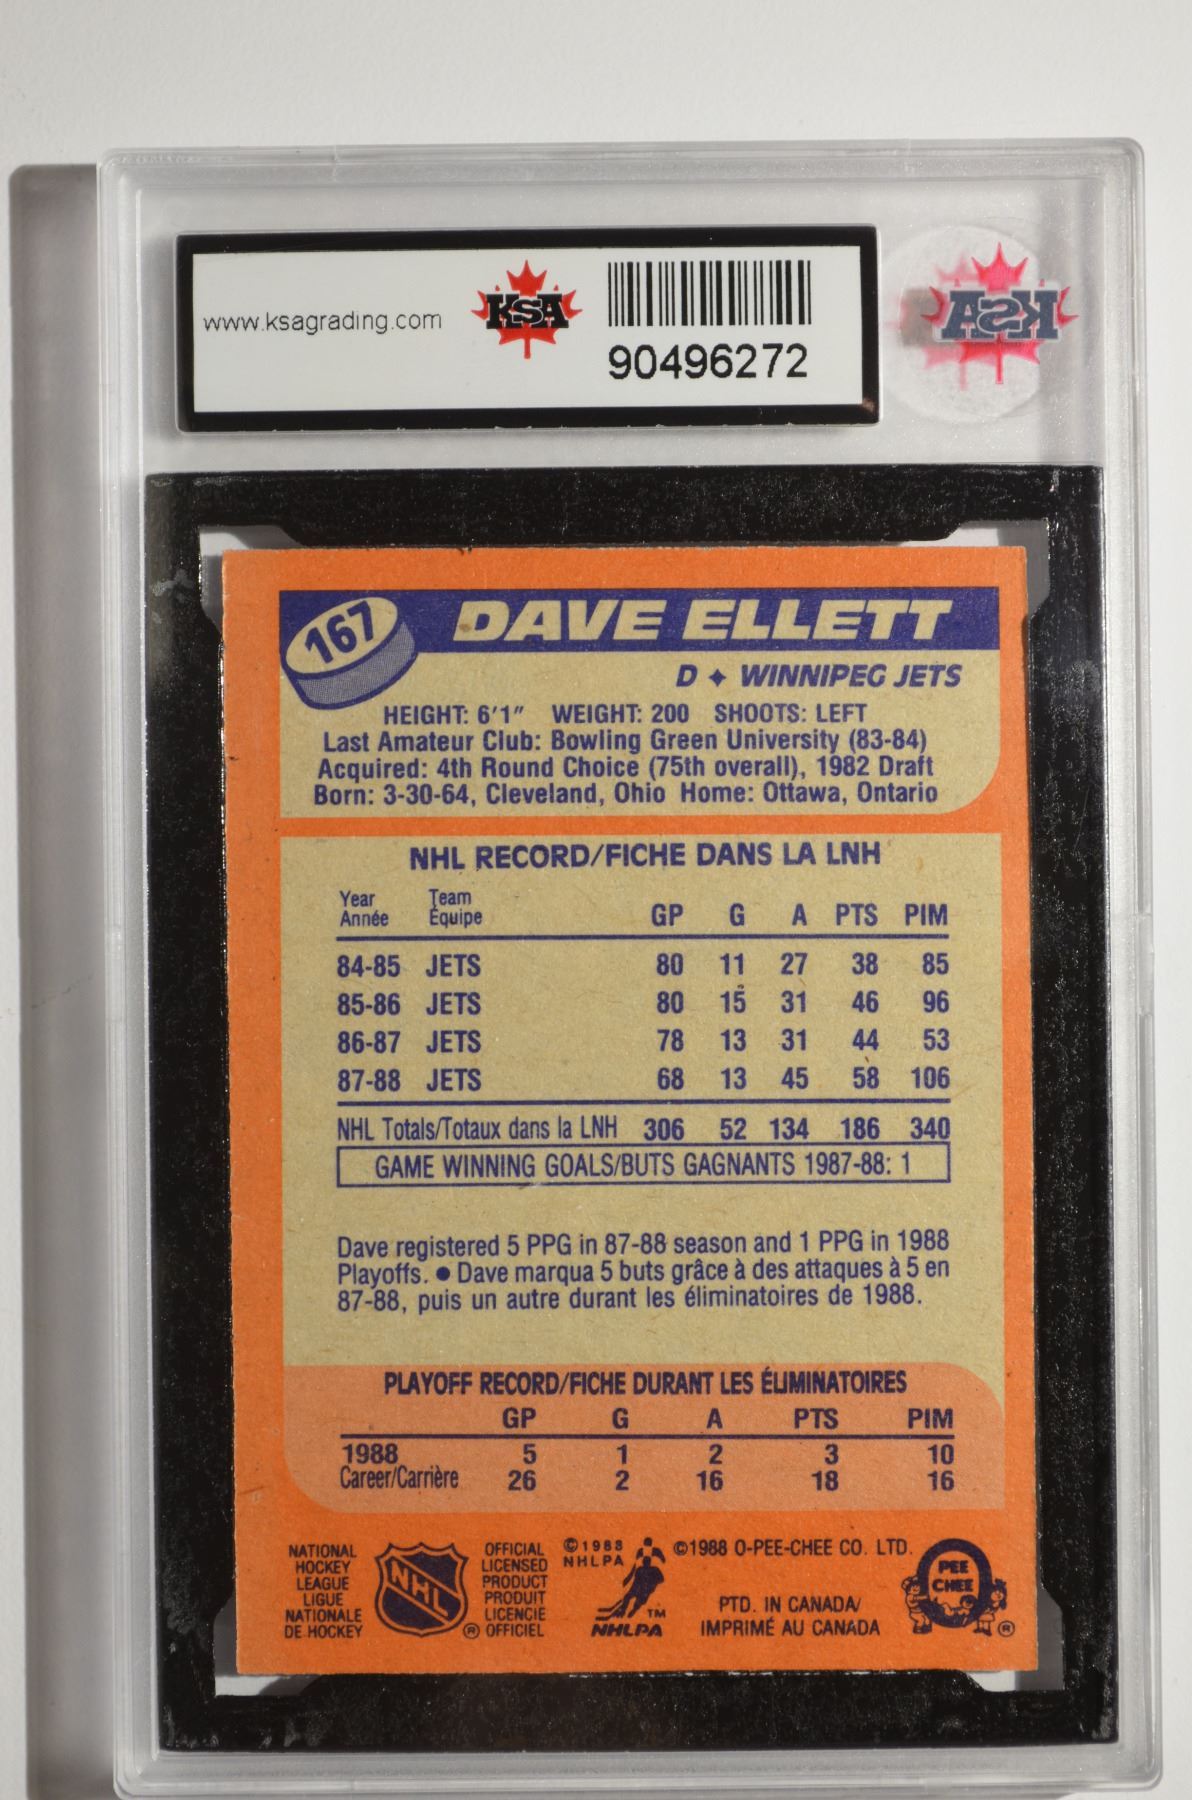 www.ksagrading.com
KSA
90496272
KSA
167
DAVE ELLETT
D ✦ WINNIPEG JETS
HEIGHT: 6'1" WEIGHT: 200 SHOOTS: LEFT
Last Amateur Club: Bowling Green University (83-84)
Acquired: 4th Round Choice (75th overall), 1982 Draft
Born: 3-30-64, Cleveland, Ohio Home: Ottawa, Ontario
NHL RECORD/FICHE DANS LA LNH
Year Team
Année Équipe GP G A PTS PIM
84-85 JETS 80 11 27 38 85
85-86 JETS 80 15 31 46 96
86-87 JETS 78 13 31 44 53
87-88 JETS 68 13 45 58 106
NHL Totals/Totaux dans la LNH 306 52 134 186 340
GAME WINNING GOALS/BUTS GAGNANTS 1987-88: 1
Dave registered 5 PPG in 87-88 season and 1 PPG in 1988
Playoffs. ● Dave marqua 5 buts grâce à des attaques à 5 en
87-88, puis un autre durant les éliminatoires de 1988.
PLAYOFF RECORD/FICHE DURANT LES ÉLIMINATOIRES
GP G A PTS PIM
1988 5 1 2 3 10
Career/Carrière 26 2 16 18 16
NATIONAL
HOCKEY
LEAGUE
LIGUE
NATIONALE
DE HOCKEY
NHL
®
OFFICIAL
LICENSED
PRODUCT
PRODUIT
LICENCIE
OFFICIEL
©1988
NHLPA
TM
NHLPA
©1988 O-PEE-CHEE CO. LTD.
PTD. IN CANADA/
IMPRIMÉ AU CANADA
PEE
CHEE
®